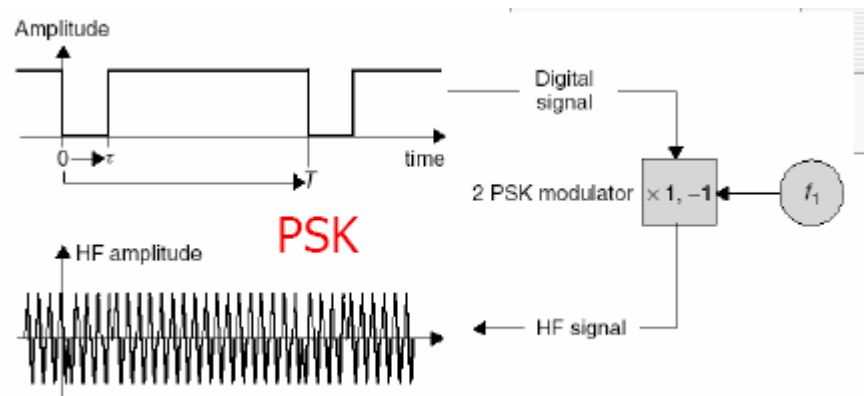 Amplitude
0 τ
T
time
PSK
HF amplitude
Digital
signal
2 PSK modulator
× 1, –1
f₁
HF signal